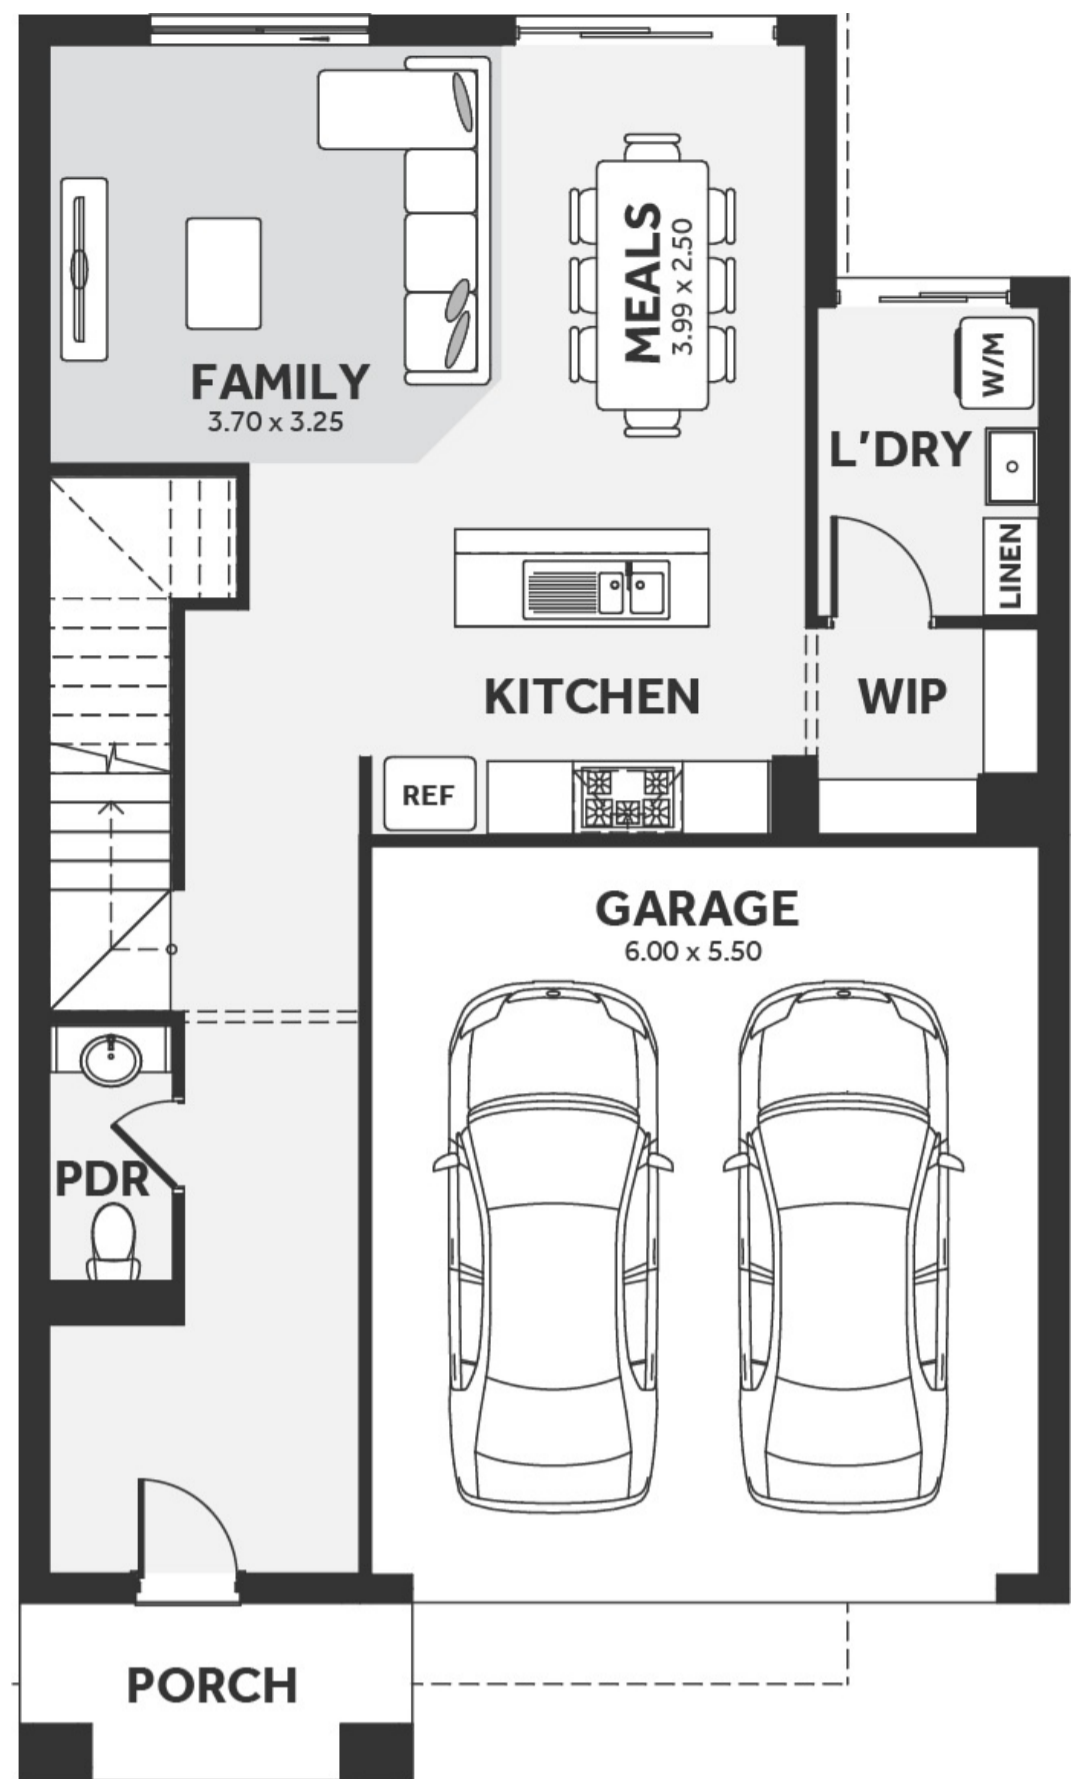 FAMILY
3.70 x 3.25
MEALS
3.99 x 2.50
W/M
L'DRY
LINEN
KITCHEN
WIP
REF
GARAGE
6.00 x 5.50
PDR
PORCH